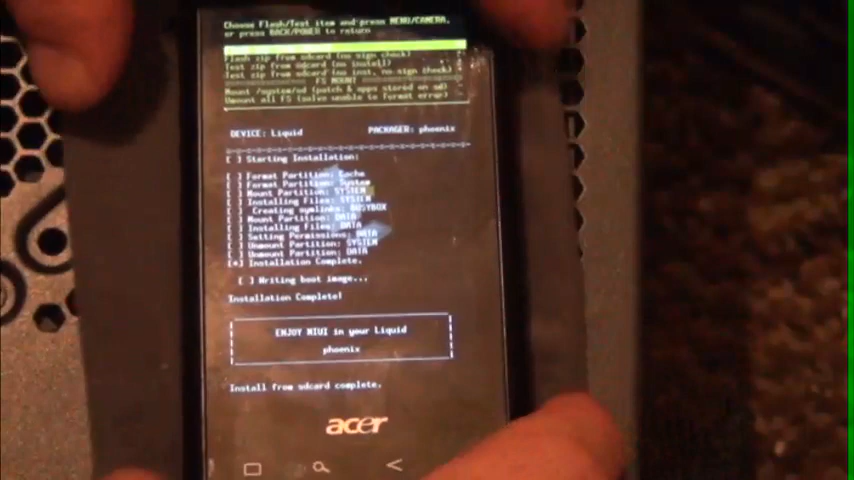 Choose Flash/Test item and press MENU/CAMERA,
or press BACK/POWER to return
Flash zip from sdcard (no sign check)
Test zip from sdcard (no install)
Test zip from sdcard (no inst, no sign check)
FS MOUNT
Mount /system/sd (patch & apps stored on sd)
Umount all FS (soles unable to format error)
DEVICE: Liquid PACKAGER: phoenix
[ ] Starting Installation:
[ ] Format Partition: Cache
[ ] Format Partition: System
[ ] Mount Partition: SYSTEM
[ ] Installing Files: SYSTEM
[ ] Creating symlinks: BUSYBOX
[ ] Mount Partition: DATA
[ ] Installing Files: DATA
[ ] Setting Permissions: DATA
[ ] Unmount Partition: SYSTEM
[ ] Unmount Partition: DATA
[*] Installation Complete.
[ ] Writing boot image...
Installation Complete!
ENJOY MIUI in your Liquid
phoenix
Install from sdcard complete.
acer